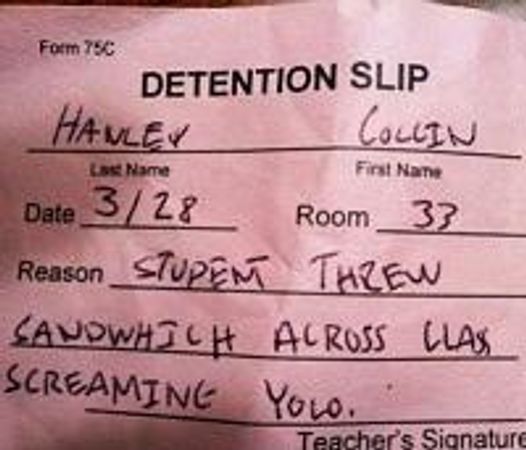 Form 75C
DETENTION SLIP
HANLEY COLLIN
Last Name First Name
Date 3/28 Room 33
Reason STUDENT THREW
SANDWHICH ACROSS CLASS
SCREAMING YOLO.
Teacher's Signature